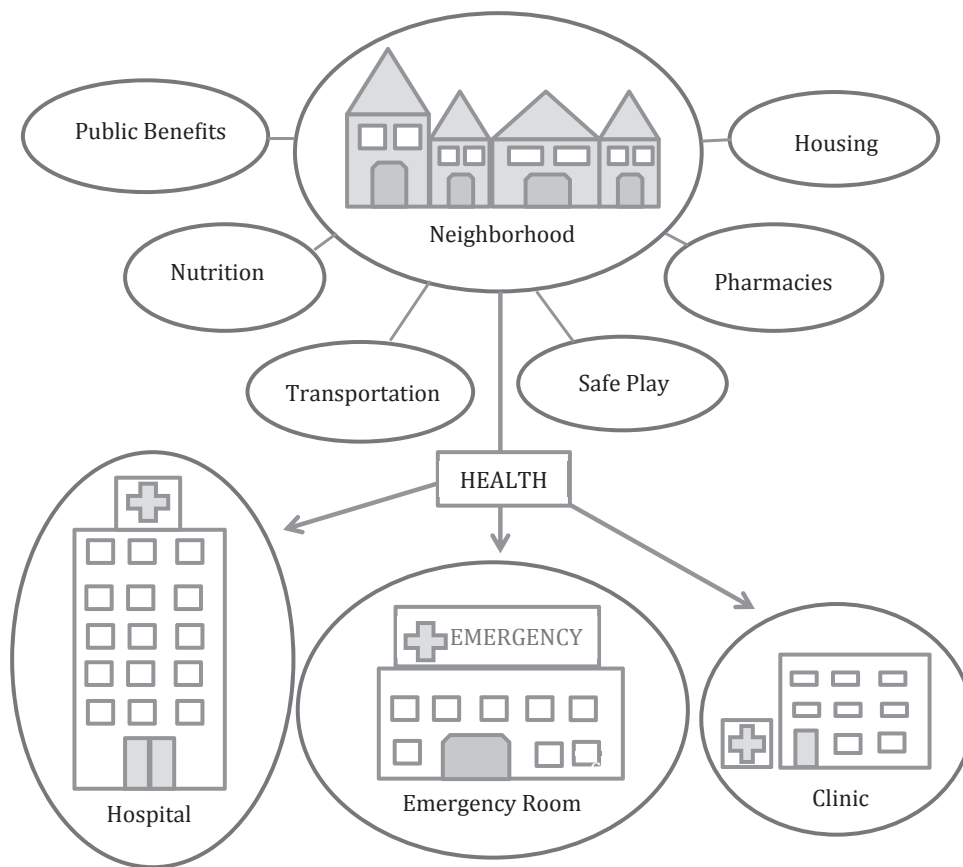 Public Benefits
Housing
Neighborhood
Nutrition
Pharmacies
Transportation
Safe Play
HEALTH
EMERGENCY
Hospital
Emergency Room
Clinic